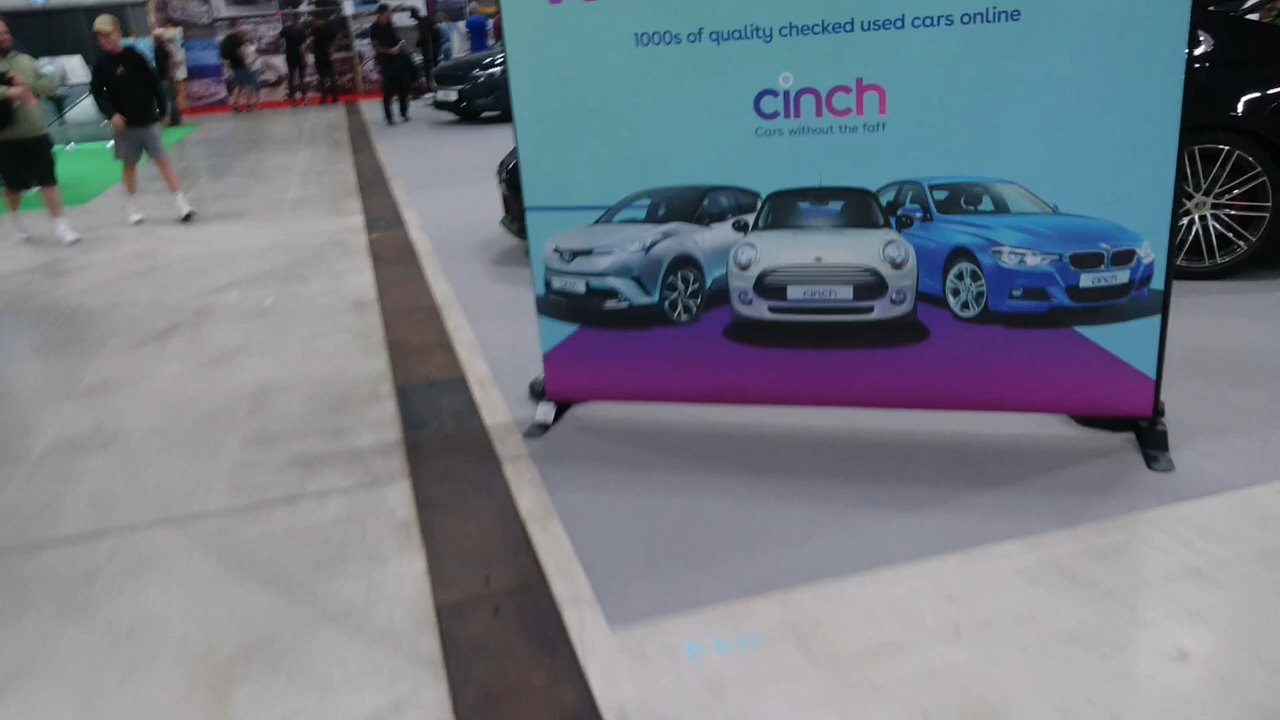 1000s of quality checked used cars online
cinch
Cars without the faff
cinch
cinch